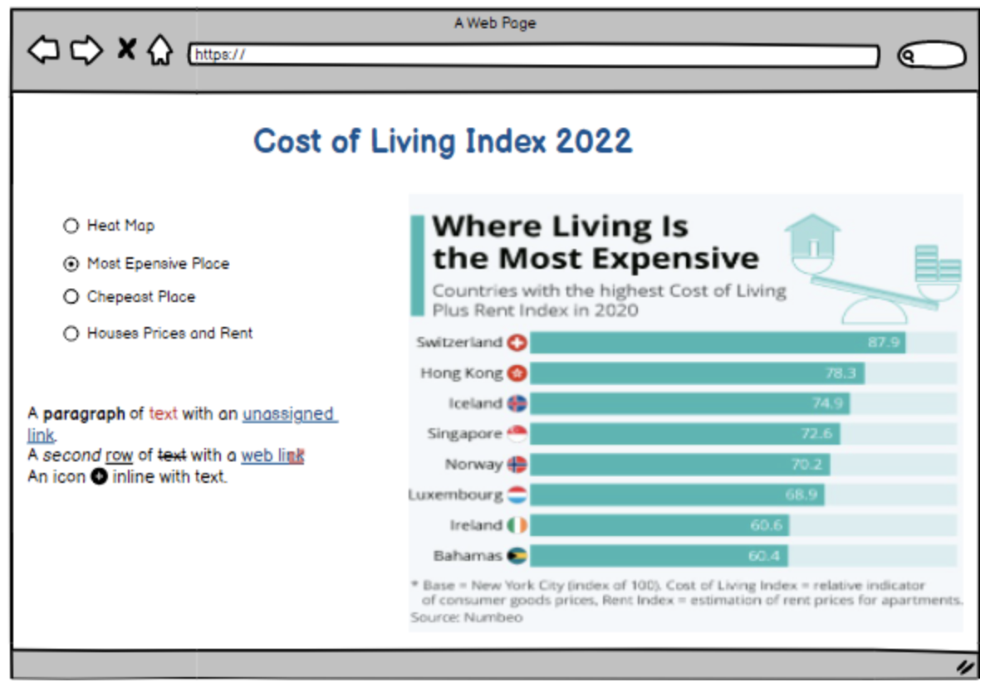 A Web Page
https://
Cost of Living Index 2022
Heat Map
Most Epensive Place
Chepeast Place
Houses Prices and Rent
A paragraph of text with an unassigned
link.
A second row of text with a web link
An icon inline with text.
Where Living Is
the Most Expensive
Countries with the highest Cost of Living
Plus Rent Index in 2020
Switzerland 87.9
Hong Kong 78.3
Iceland 74.9
Singapore 72.6
Norway 70.2
Luxembourg 68.9
Ireland 60.6
Bahamas 60.4
* Base = New York City (index of 100). Cost of Living Index = relative indicator
of consumer goods prices, Rent Index = estimation of rent prices for apartments.
Source: Numbeo